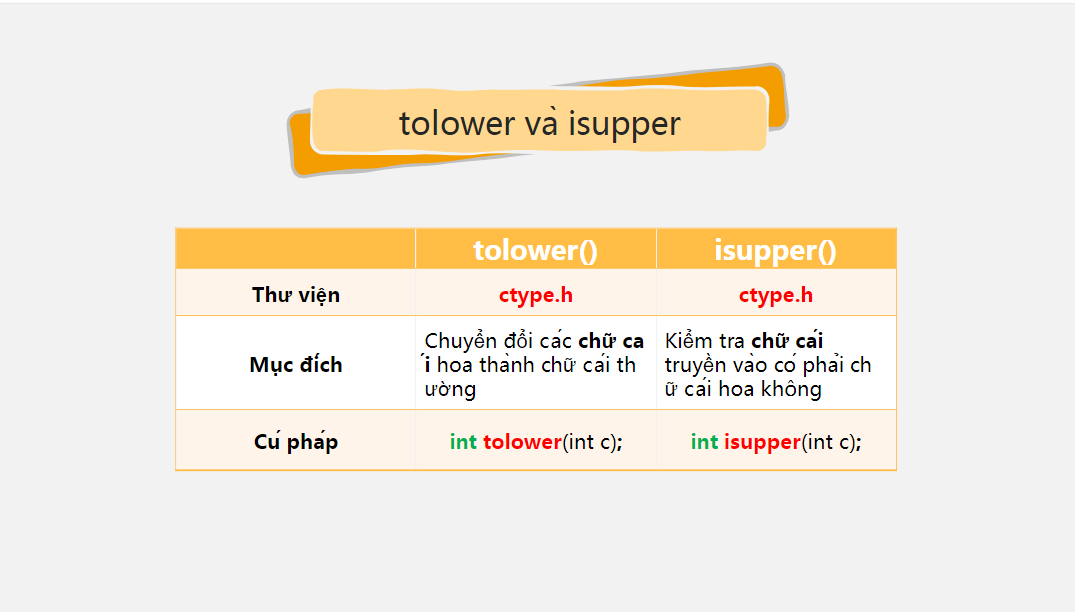 tolower và isupper
tolower() isupper()
Thư viện ctype.h ctype.h
Mục đích
Chuyển đổi các chữ ca
́i hoa thành chữ cái th
ường
Kiểm tra chữ cái
truyền vào có phải ch
ữ cái hoa không
Cú pháp int tolower(int c); int isupper(int c);